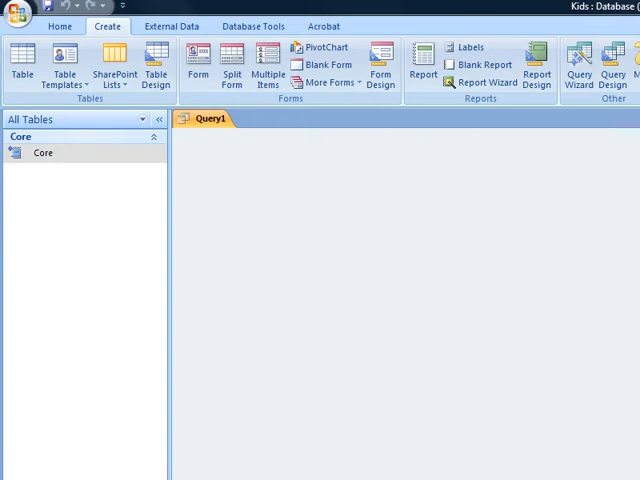 Kids : Database (
Home Create External Data Database Tools Acrobat
Table
Table Templates
SharePoint Lists
Table Design
Tables
Form
Split Form
Multiple Items
PivotChart
Blank Form
More Forms
Form Design
Forms
Report
Labels
Blank Report
Report Wizard
Report Design
Reports
Query Wizard
Query Design
M
Other
All Tables
Query1
Core
Core